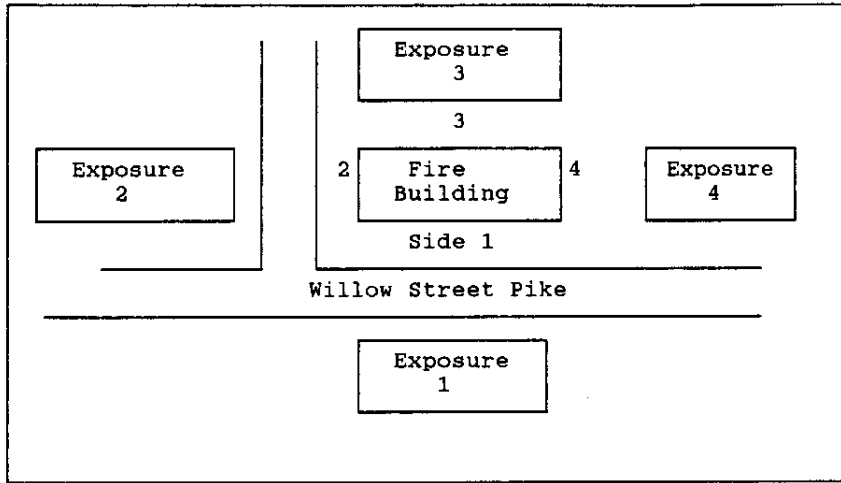 Exposure
3
3
Exposure
2
2
Fire
Building
4
Exposure
4
Side 1
Willow Street Pike
Exposure
1